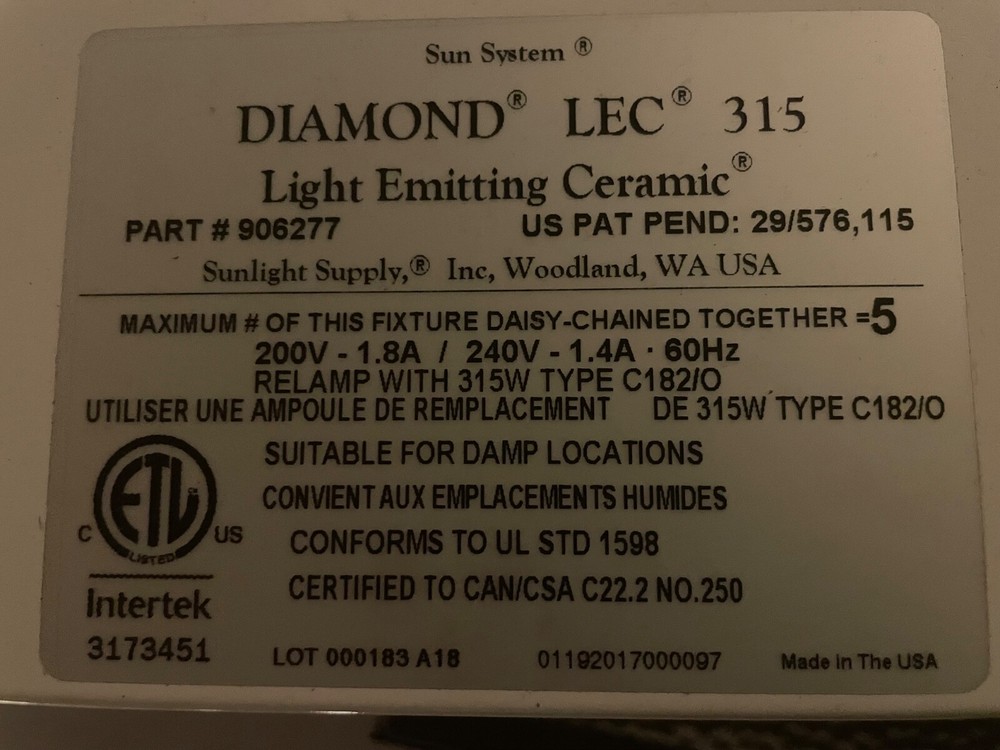 Sun System ®
DIAMOND® LEC® 315
Light Emitting Ceramic®
PART # 906277 US PAT PEND: 29/576,115
Sunlight Supply,® Inc, Woodland, WA USA
MAXIMUM # OF THIS FIXTURE DAISY-CHAINED TOGETHER =5
200V - 1.8A / 240V - 1.4A · 60Hz
RELAMP WITH 315W TYPE C182/O
UTILISER UNE AMPOULE DE REMPLACEMENT DE 315W TYPE C182/O
SUITABLE FOR DAMP LOCATIONS
CONVIENT AUX EMPLACEMENTS HUMIDES
CONFORMS TO UL STD 1598
CERTIFIED TO CAN/CSA C22.2 NO.250
C ETL US
LISTED
Intertek
3173451
LOT 000183 A18 01192017000097 Made in The USA